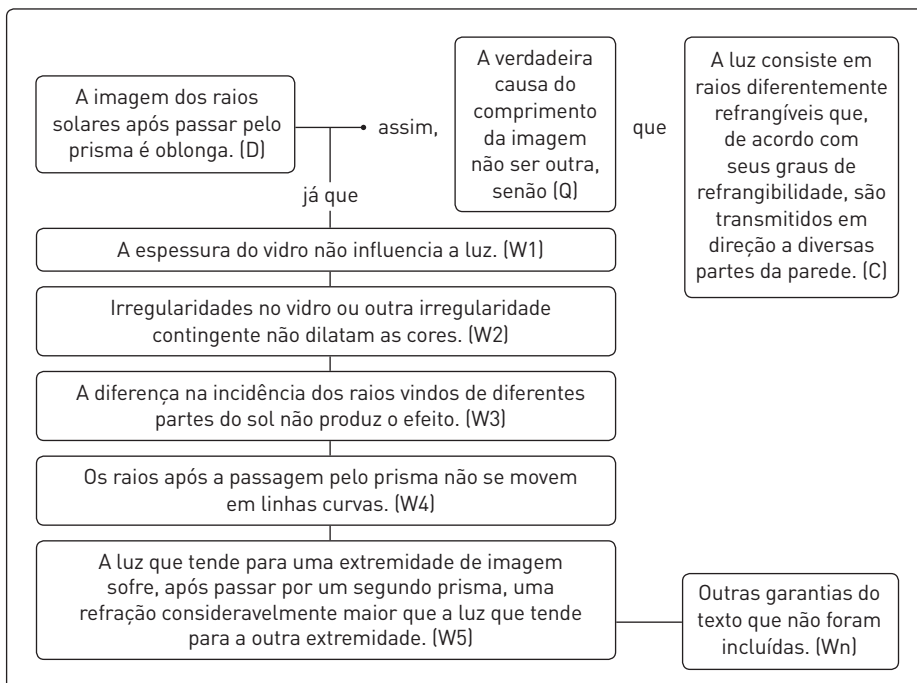 A imagem dos raios
solares após passar pelo
prisma é oblonga. (D)
assim,
A verdadeira
causa do
comprimento
da imagem
não ser outra,
senão (Q)
que
A luz consiste em
raios diferentemente
refrangíveis que,
de acordo com
seus graus de
refrangibilidade, são
transmitidos em
direção a diversas
partes da parede. (C)
já que
A espessura do vidro não influencia a luz. (W1)
Irregularidades no vidro ou outra irregularidade
contingente não dilatam as cores. (W2)
A diferença na incidência dos raios vindos de diferentes
partes do sol não produz o efeito. (W3)
Os raios após a passagem pelo prisma não se movem
em linhas curvas. (W4)
A luz que tende para uma extremidade de imagem
sofre, após passar por um segundo prisma, uma
refração consideravelmente maior que a luz que tende
para a outra extremidade. (W5)
Outras garantias do
texto que não foram
incluídas. (Wn)